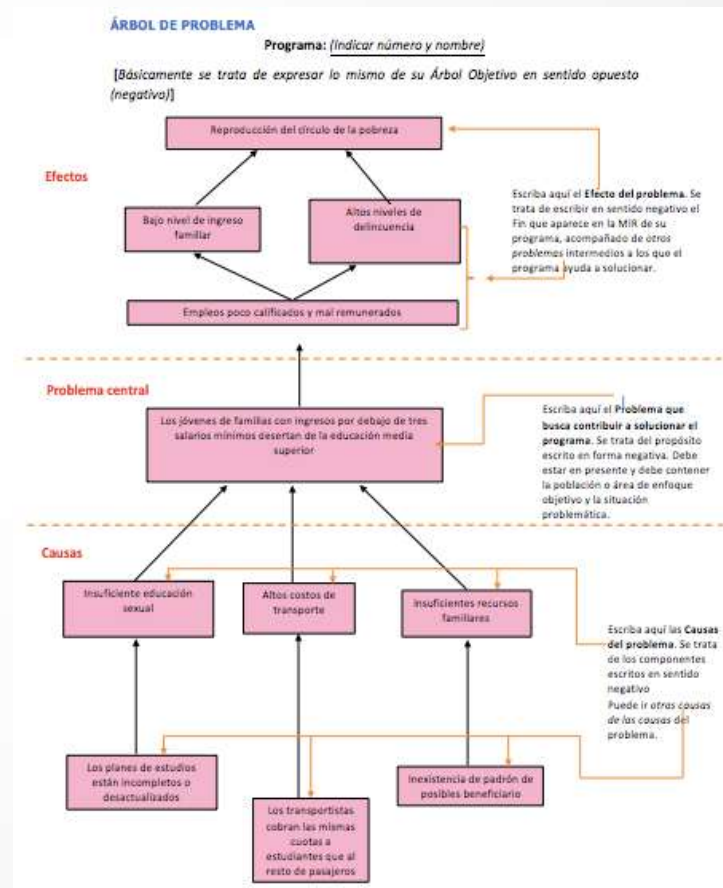 ÁRBOL DE PROBLEMA
Programa: (Indicar número y nombre)
[Básicamente se trata de expresar lo mismo de su Árbol Objetivo en sentido opuesto
(negativo)]
Reproducción del círculo de la pobreza
Efectos
Bajo nivel de ingreso
familiar
Altos niveles de
delincuencia
Escriba aquí el Efecto del problema. Se
trata de escribir en sentido negativo el
Fin que aparece en la MIR de su
programa, acompañado de otros
problemas intermedios a los que el
programa ayuda a solucionar.
Empleos poco calificados y mal remunerados
Problema central
Los jóvenes de familias con ingresos por debajo de tres
salarios mínimos desertan de la educación media
superior
Escriba aquí el Problema que
busca contribuir a solucionar el
programa. Se trata del propósito
escrito en forma negativa. Debe
estar en presente y debe contener
la población o área de enfoque
objetivo y la situación
problemática.
Causas
Insuficiente educación
sexual
Altos costos de
transporte
Insuficientes recursos
familiares
Escriba aquí las Causas
del problema. Se trata
de los componentes
escritos en sentido
negativo
Puede ir otras causas
de las causas del
problema.
Los planes de estudios
están incompletos o
desactualizados
Los transportistas
cobran las mismas
cuotas a
estudiantes que al
resto de pasajeros
Inexistencia de padrón de
posibles beneficiario